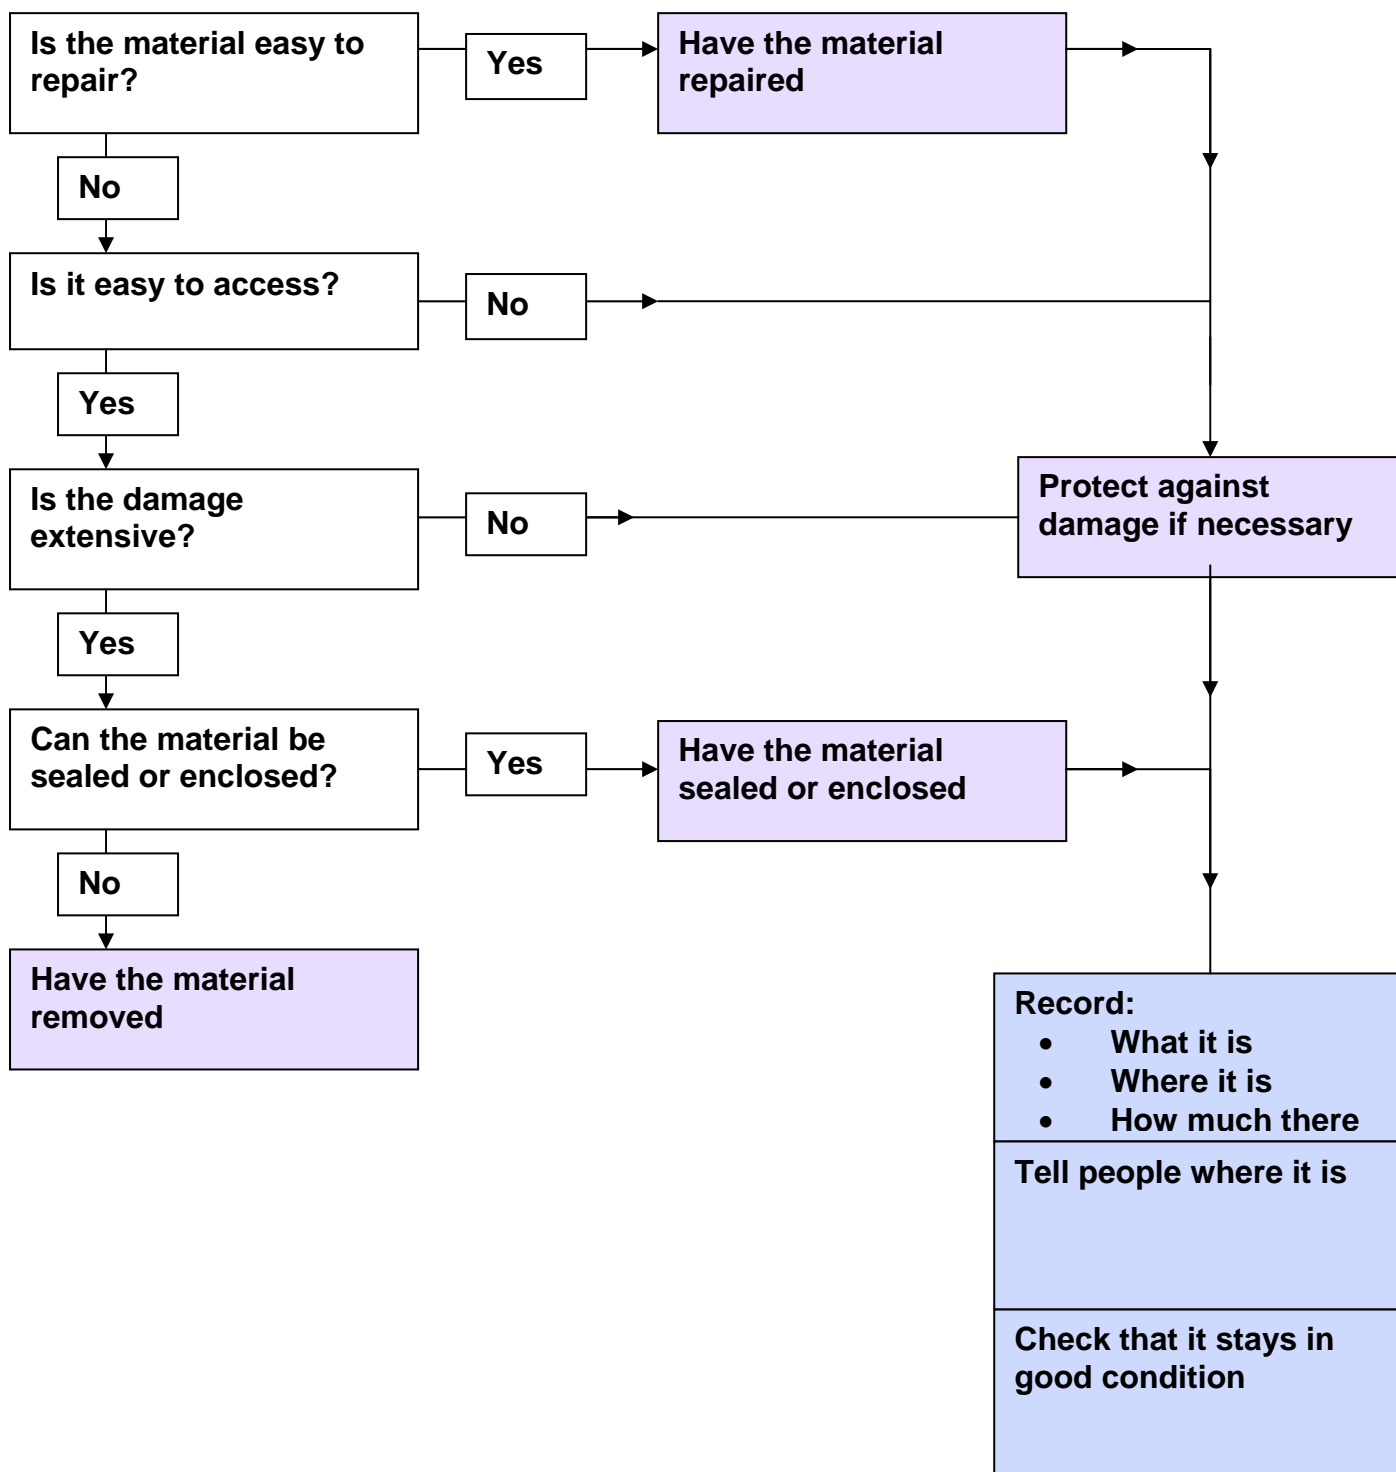 Is the material easy to
repair?
Yes
Have the material
repaired
No
Is it easy to access?
No
Yes
Is the damage
extensive?
No
Protect against
damage if necessary
Yes
Can the material be
sealed or enclosed?
Yes
Have the material
sealed or enclosed
No
Have the material
removed
Record:
• What it is
• Where it is
• How much there
Tell people where it is
Check that it stays in
good condition